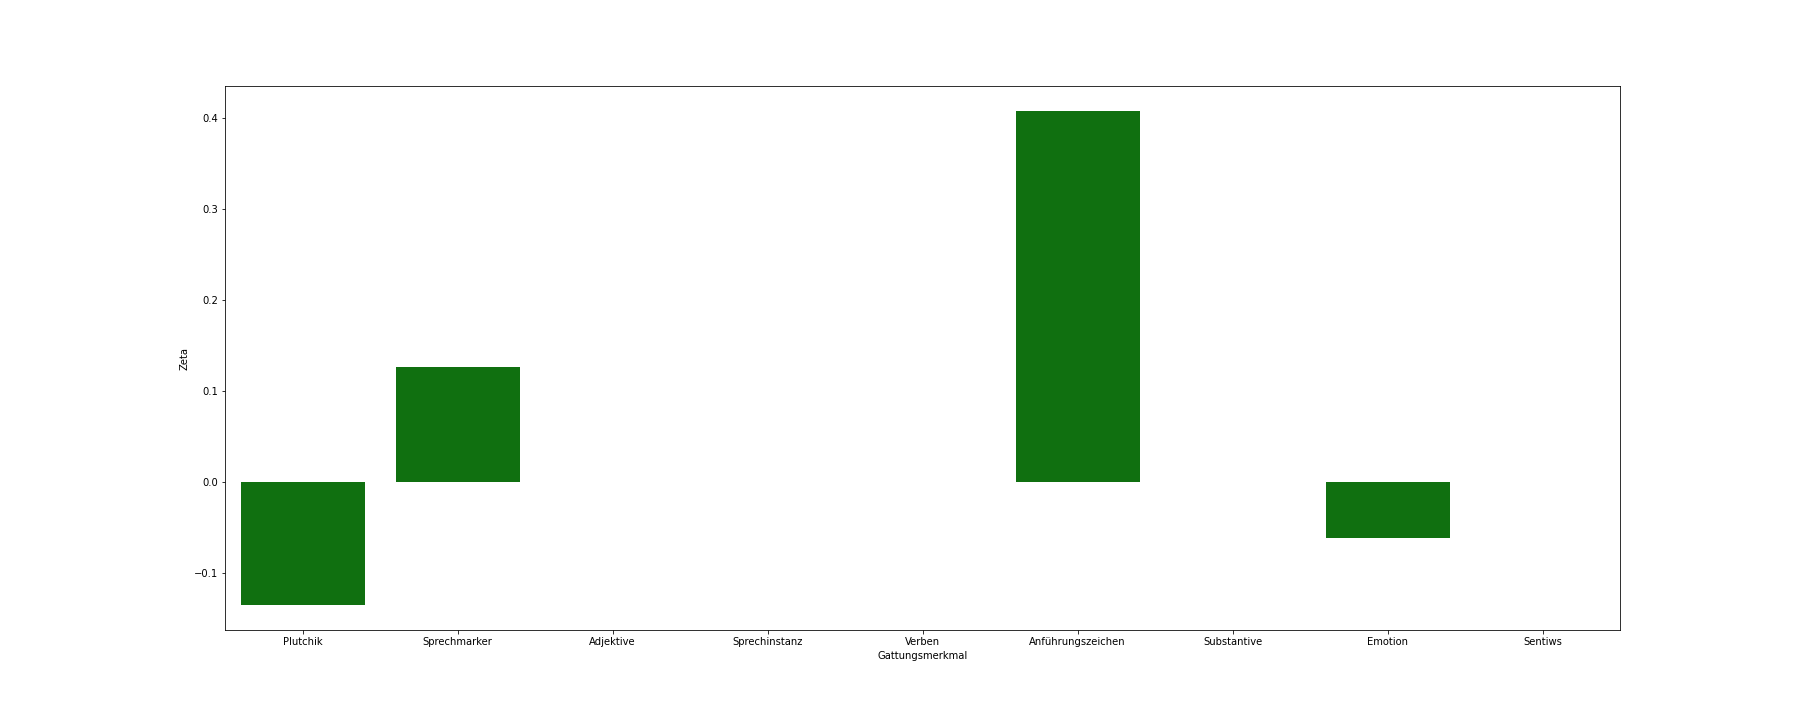 0.4
0.3
0.2
0.1
0.0
−0.1
Zeta
Plutchik Sprechmarker Adjektive Sprechinstanz Verben Anführungszeichen Substantive Emotion Sentiws
Gattungsmerkmal